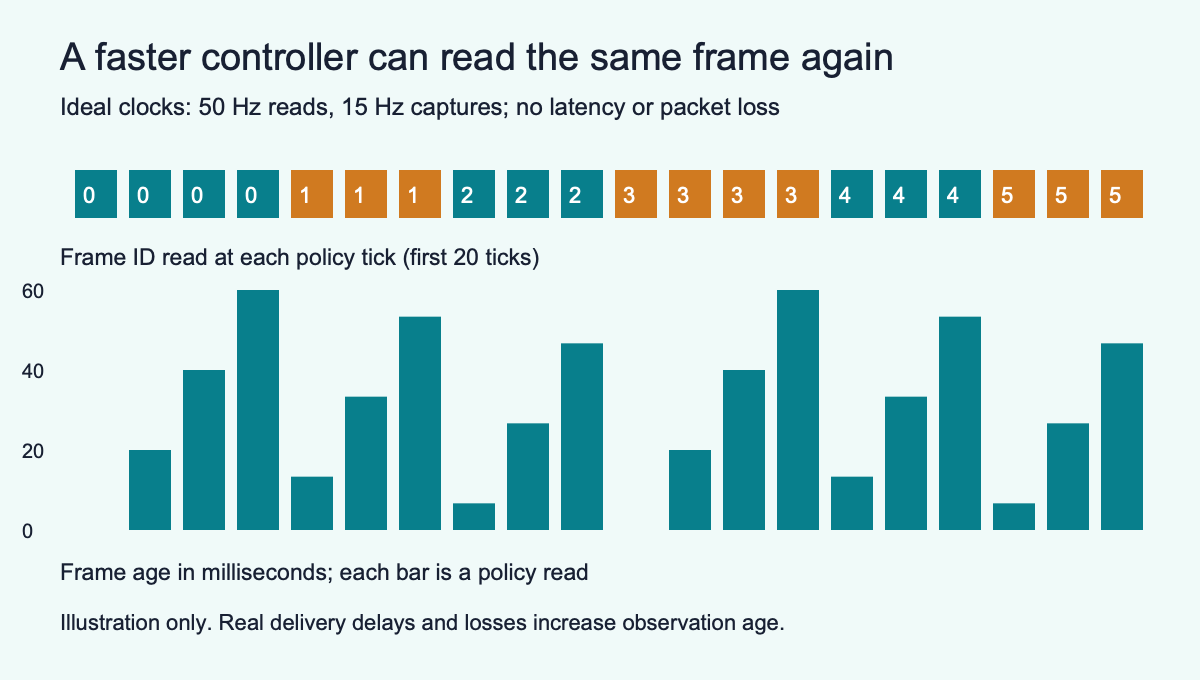 A faster controller can read the same frame again
Ideal clocks: 50 Hz reads, 15 Hz captures; no latency or packet loss
0 0 0 0 1 1 1 2 2 2 3 3 3 3 4 4 4 5 5 5
Frame ID read at each policy tick (first 20 ticks)
60
40
20
0
Frame age in milliseconds; each bar is a policy read
Illustration only. Real delivery delays and losses increase observation age.